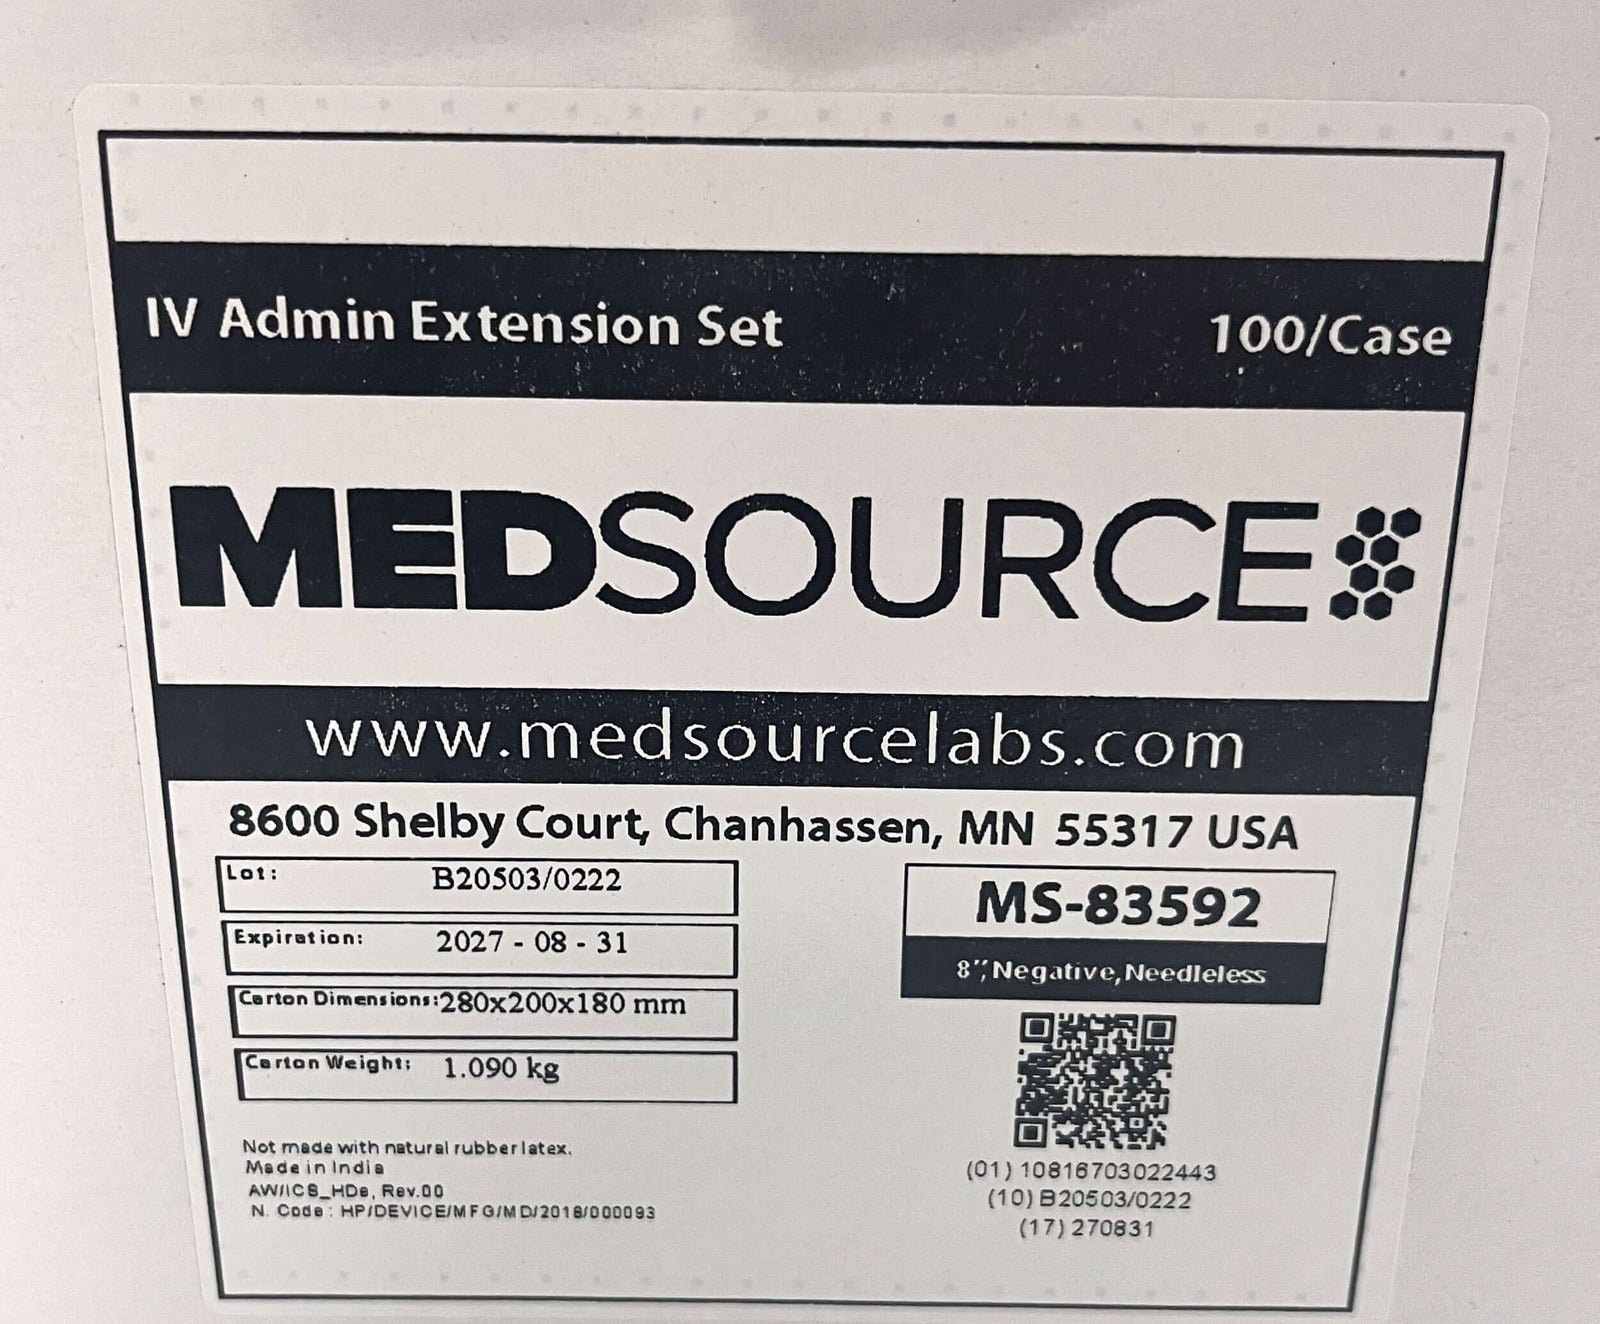 IV Admin Extension Set 100/Case
MEDSOURCE
www.medsourcelabs.com
8600 Shelby Court, Chanhassen, MN 55317 USA
Lot: B20503/0222
Expiration: 2027 - 08 - 31
Carton Dimensions: 280x200x180 mm
Carton Weight: 1.090 kg
MS-83592
8", Negative, Needleless
Not made with natural rubber latex.
Made in India
AW/ICS_HDe, Rev.00
N. Code : HP/DEVICE/MFG/MD/2018/000093
(01) 10816703022443
(10) B20503/0222
(17) 270831